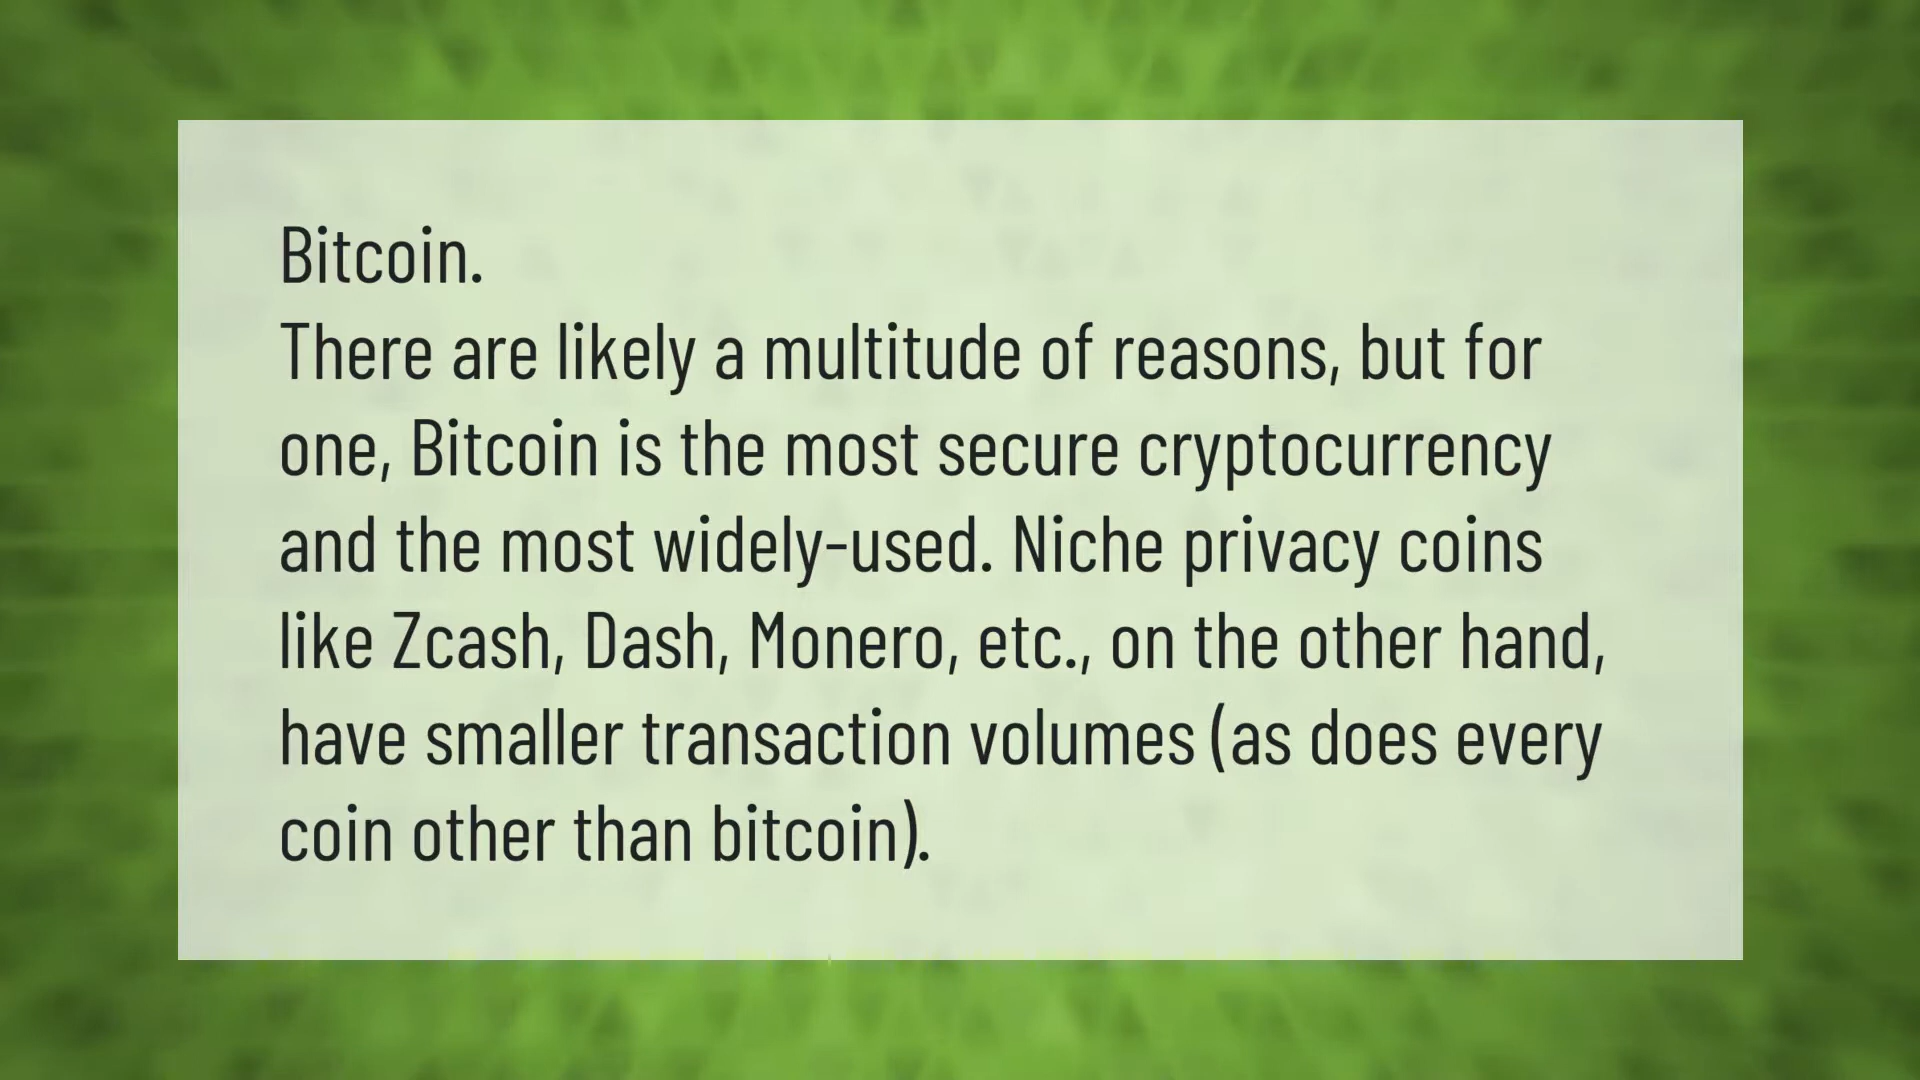 Bitcoin.
There are likely a multitude of reasons, but for
one, Bitcoin is the most secure cryptocurrency
and the most widely-used. Niche privacy coins
like Zcash, Dash, Monero, etc., on the other hand,
have smaller transaction volumes (as does every
coin other than bitcoin).